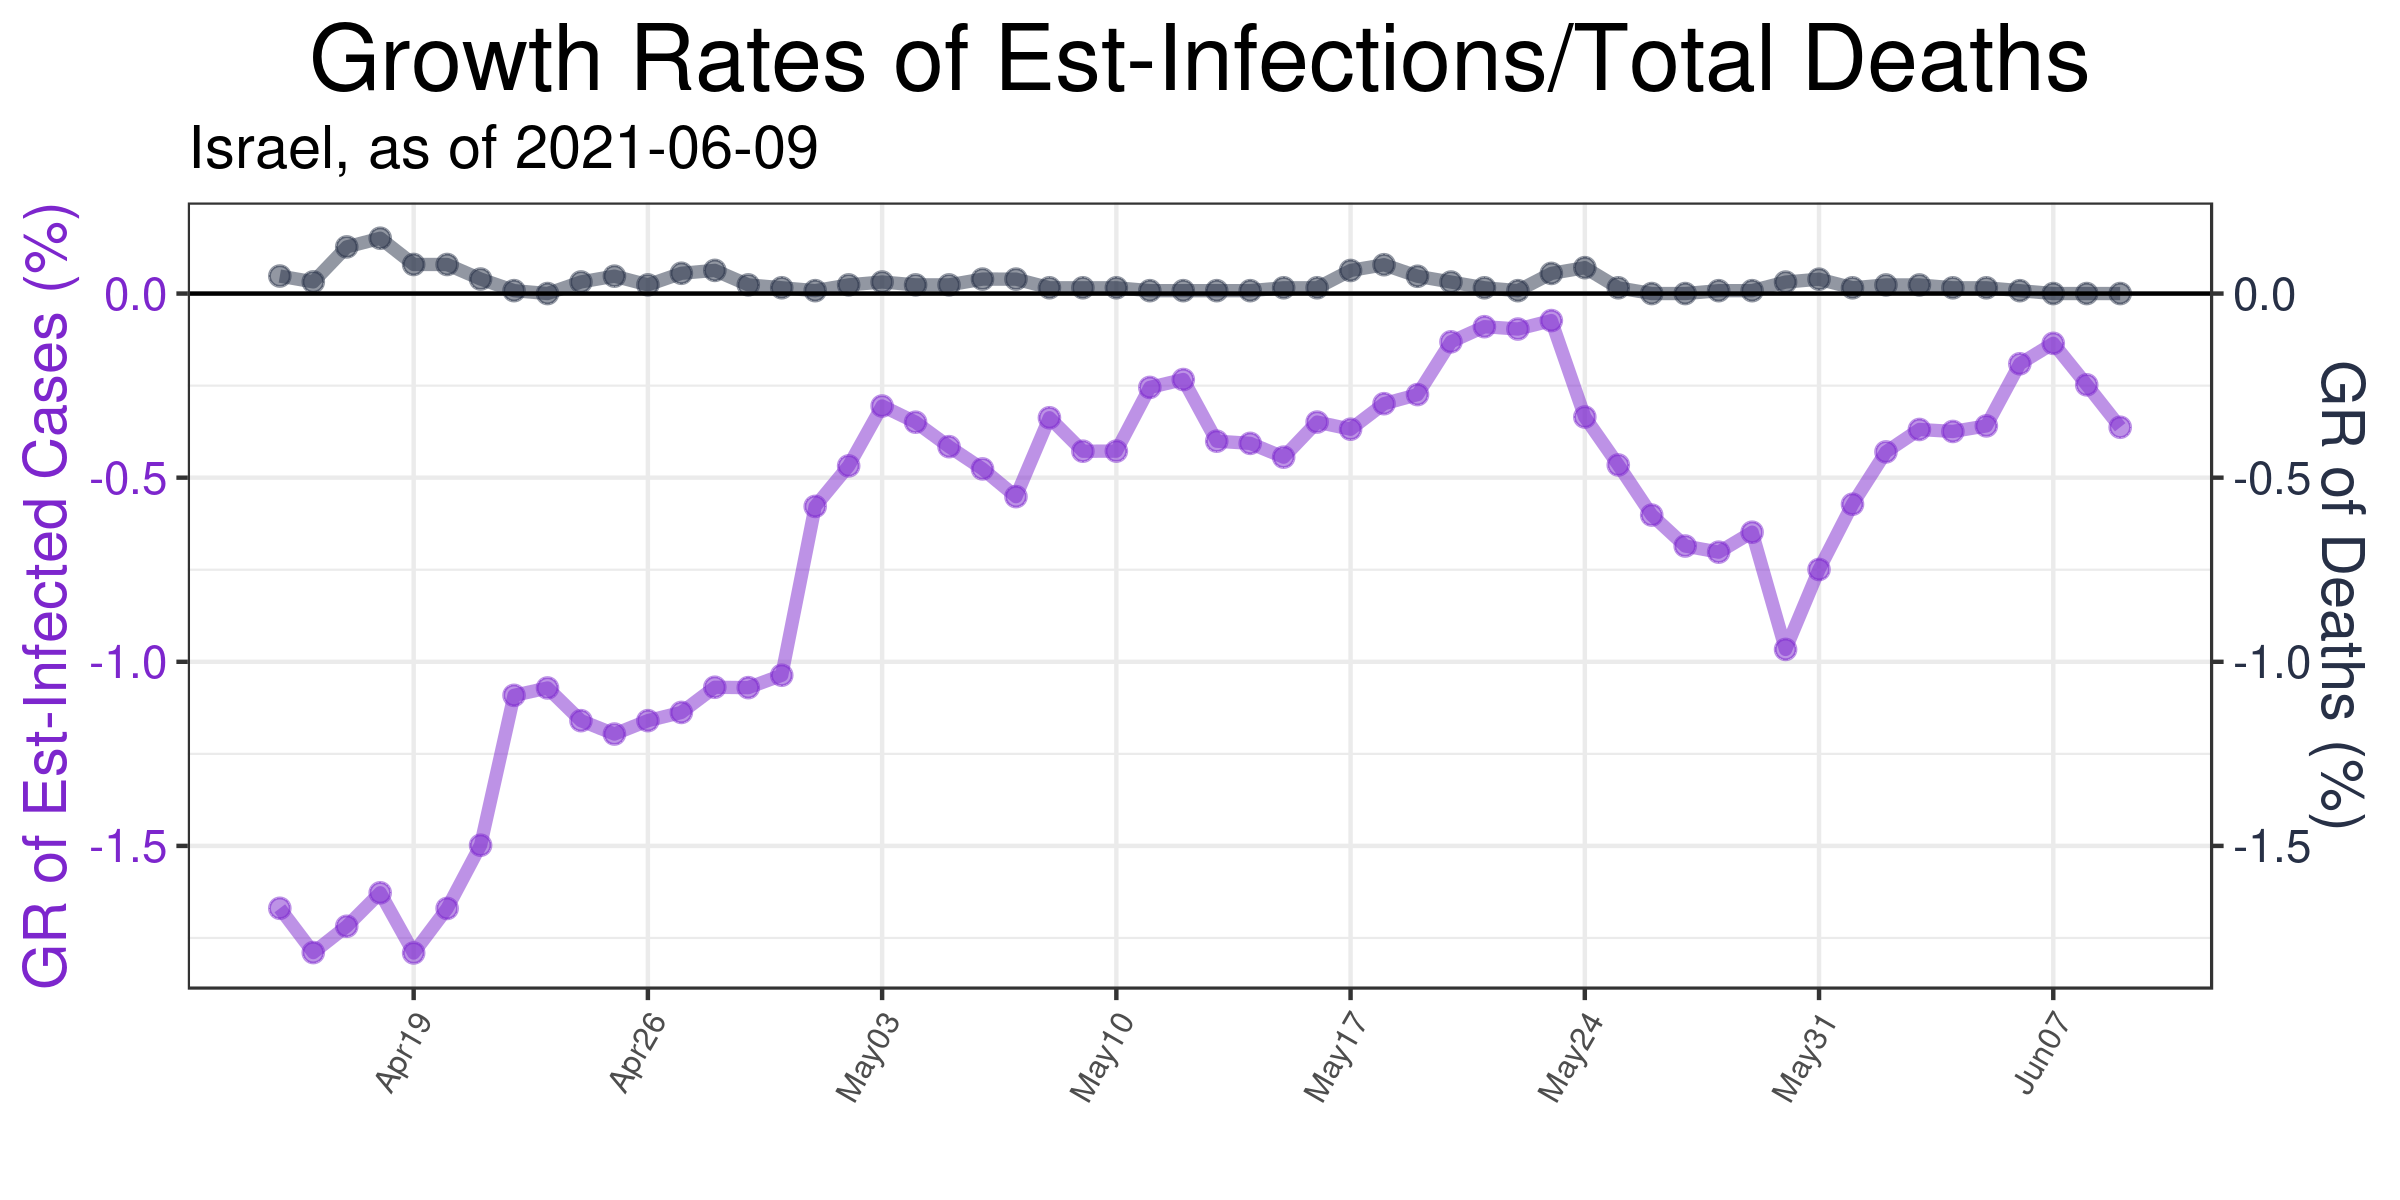 Growth Rates of Est-Infections/Total Deaths
Israel, as of 2021-06-09
GR of Est-Infected Cases (%)
0.0
-0.5
-1.0
-1.5
0.0
-0.5
-1.0
-1.5
GR of Deaths (%)
Apr19
Apr26
May03
May10
May17
May24
May31
Jun07